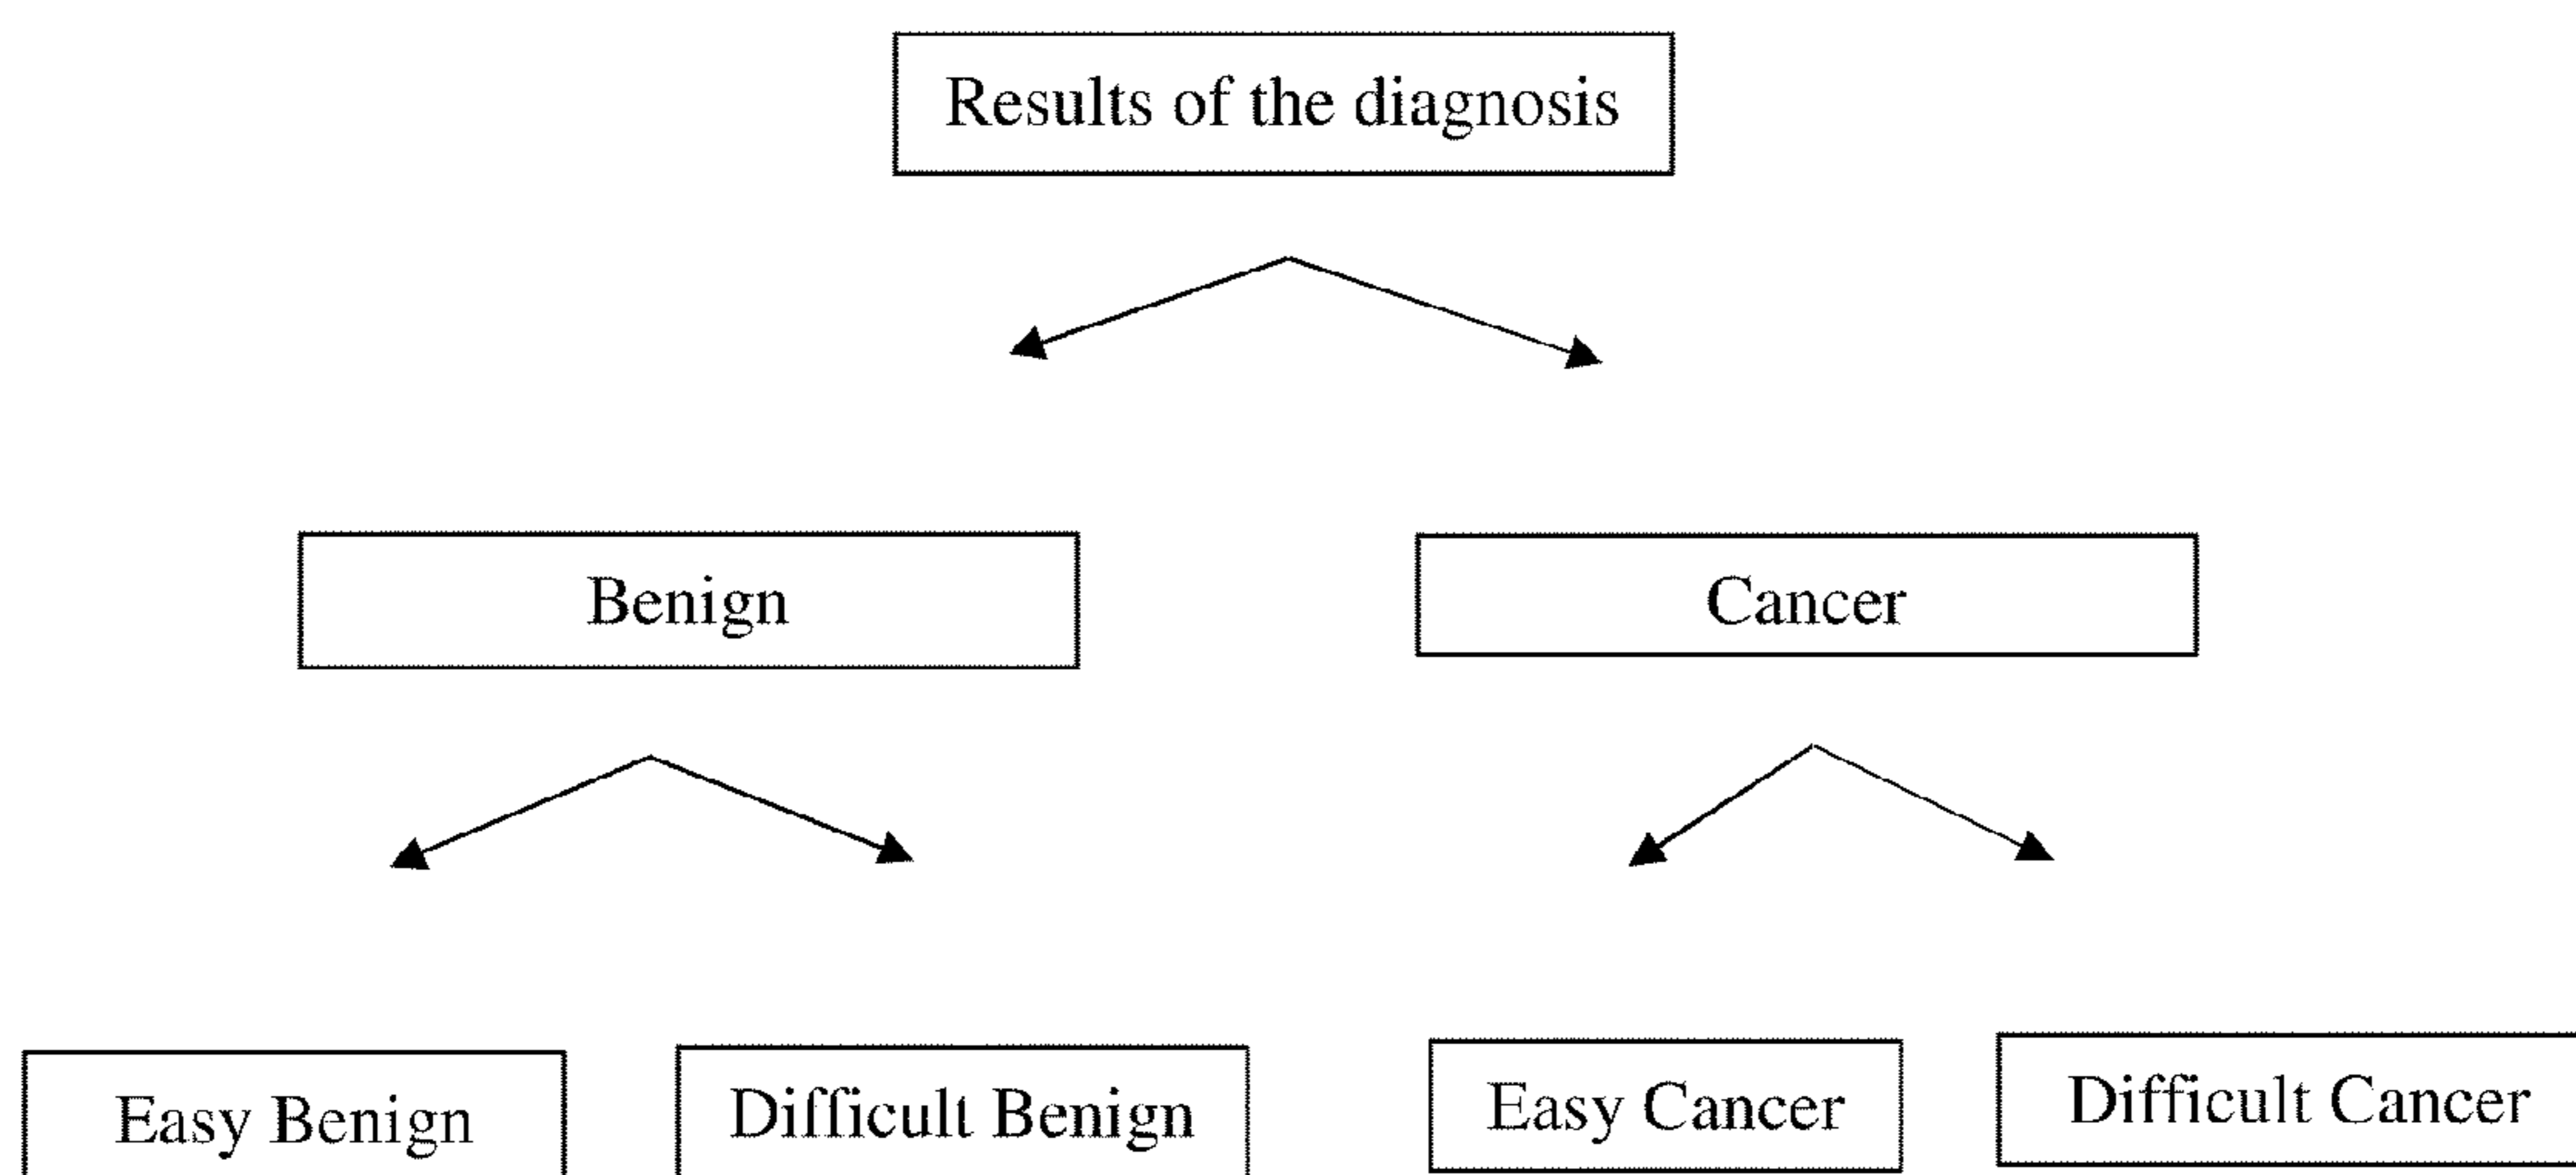 Results of the diagnosis
Benign
Cancer
Easy Benign
Difficult Benign
Easy Cancer
Difficult Cancer